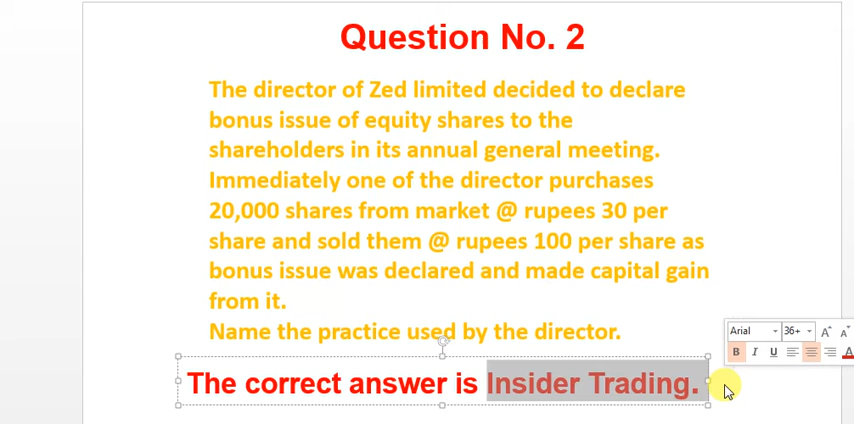 Question No. 2
The director of Zed limited decided to declare
bonus issue of equity shares to the
shareholders in its annual general meeting.
Immediately one of the director purchases
20,000 shares from market @ rupees 30 per
share and sold them @ rupees 100 per share as
bonus issue was declared and made capital gain
from it.
Name the practice used by the director.
Arial 36+ A A
B I U A
The correct answer is Insider Trading.